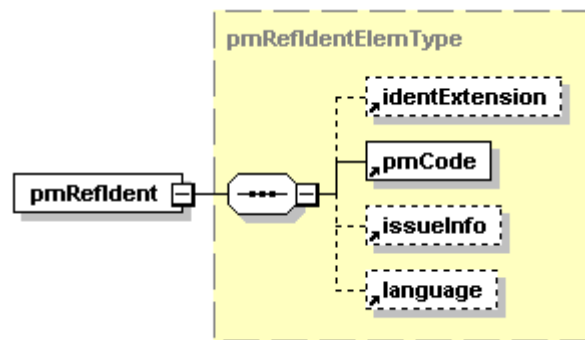 pmRefIdentElemType
identExtension
pmCode
pmRefIdent
issueInfo
language